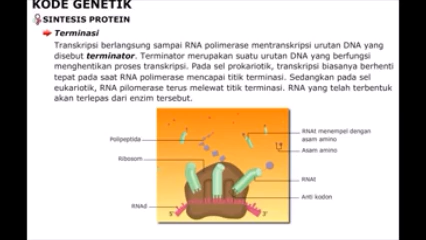 KODE GENETIK
SINTESIS PROTEIN
Terminasi
Transkripsi berlangsung sampai RNA polimerase mentranskripsi urutan DNA yang
disebut terminator. Terminator merupakan suatu urutan DNA yang berfungsi
menghentikan proses transkripsi. Pada sel prokariotik, transkripsi biasanya berhenti
tepat pada saat RNA polimerase mencapai titik terminasi. Sedangkan pada sel
eukariotik, RNA pilomerase terus melewat titik terminasi. RNA yang telah terbentuk
akan terlepas dari enzim tersebut.
Polipeptida
RNAt menempel dengan
asam amino
Asam amino
Ribosom
RNAt
Anti kodon
RNAd
5'
3'